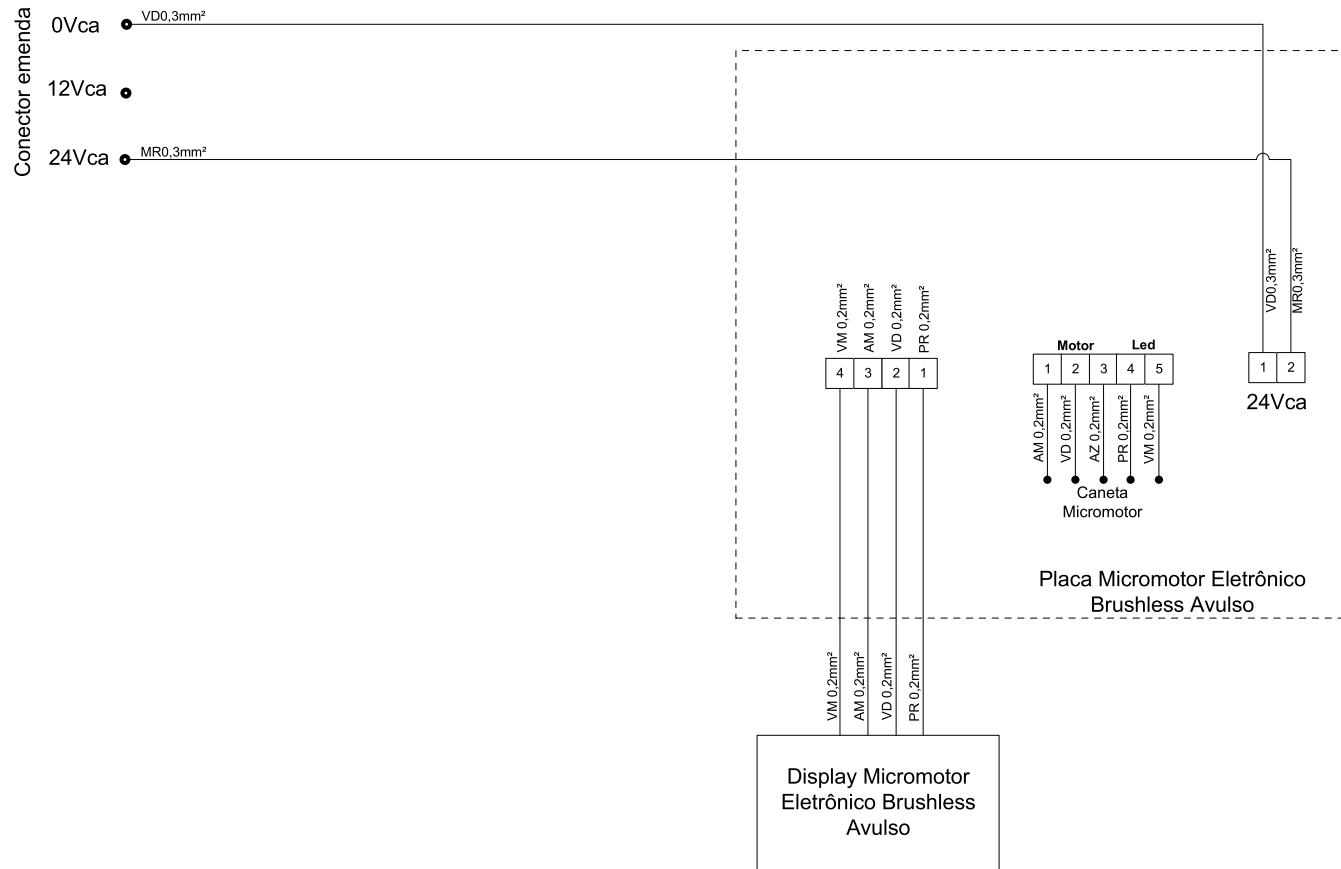 Conector emenda
0Vca
VD0,3mm²
12Vca
24Vca
MR0,3mm²
VD0,3mm²
MR0,3mm²
VM 0,2mm²
AM 0,2mm²
VD 0,2mm²
PR 0,2mm²
4 3 2 1
Motor Led
1 2 3 4 5
1 2
24Vca
AM 0,2mm²
VD 0,2mm²
AZ 0,2mm²
PR 0,2mm²
VM 0,2mm²
Caneta
Micromotor
Placa Micromotor Eletrônico
Brushless Avulso
VM 0,2mm²
AM 0,2mm²
VD 0,2mm²
PR 0,2mm²
Display Micromotor
Eletrônico Brushless
Avulso